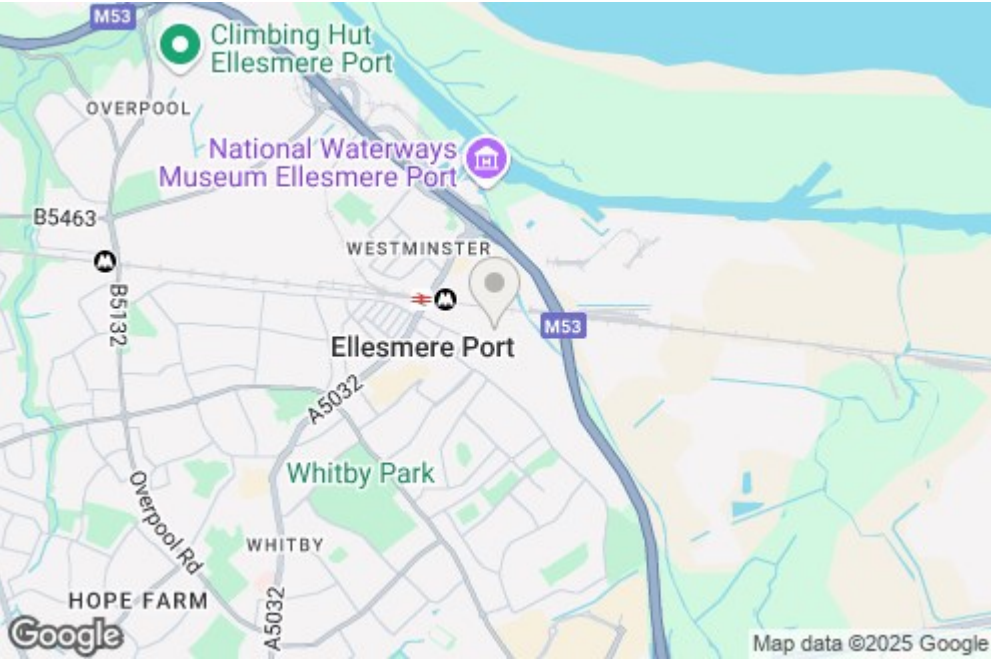 M53
Climbing Hut
Ellesmere Port
OVERPOOL
National Waterways
Museum Ellesmere Port
B5463
WESTMINSTER
B5132
M53
Ellesmere Port
A5032
Whitby Park
Overpool Rd
WHITBY
HOPE FARM
A5032
Google
Map data ©2025 Google